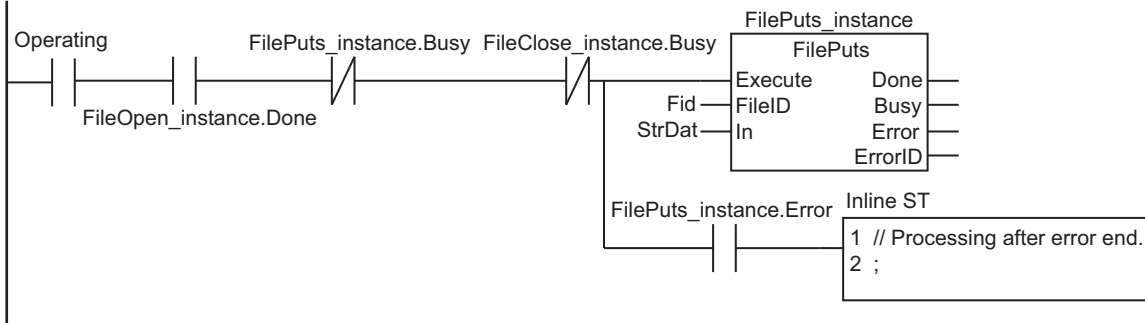 FilePuts_instance
Operating
FilePuts_instance.Busy
FileClose_instance.Busy
FilePuts
Execute
Done
FileOpen_instance.Done
Fid
FileID
Busy
StrDat
In
Error
ErrorID
FilePuts_instance.Error
Inline ST
1 // Processing after error end.
2 ;